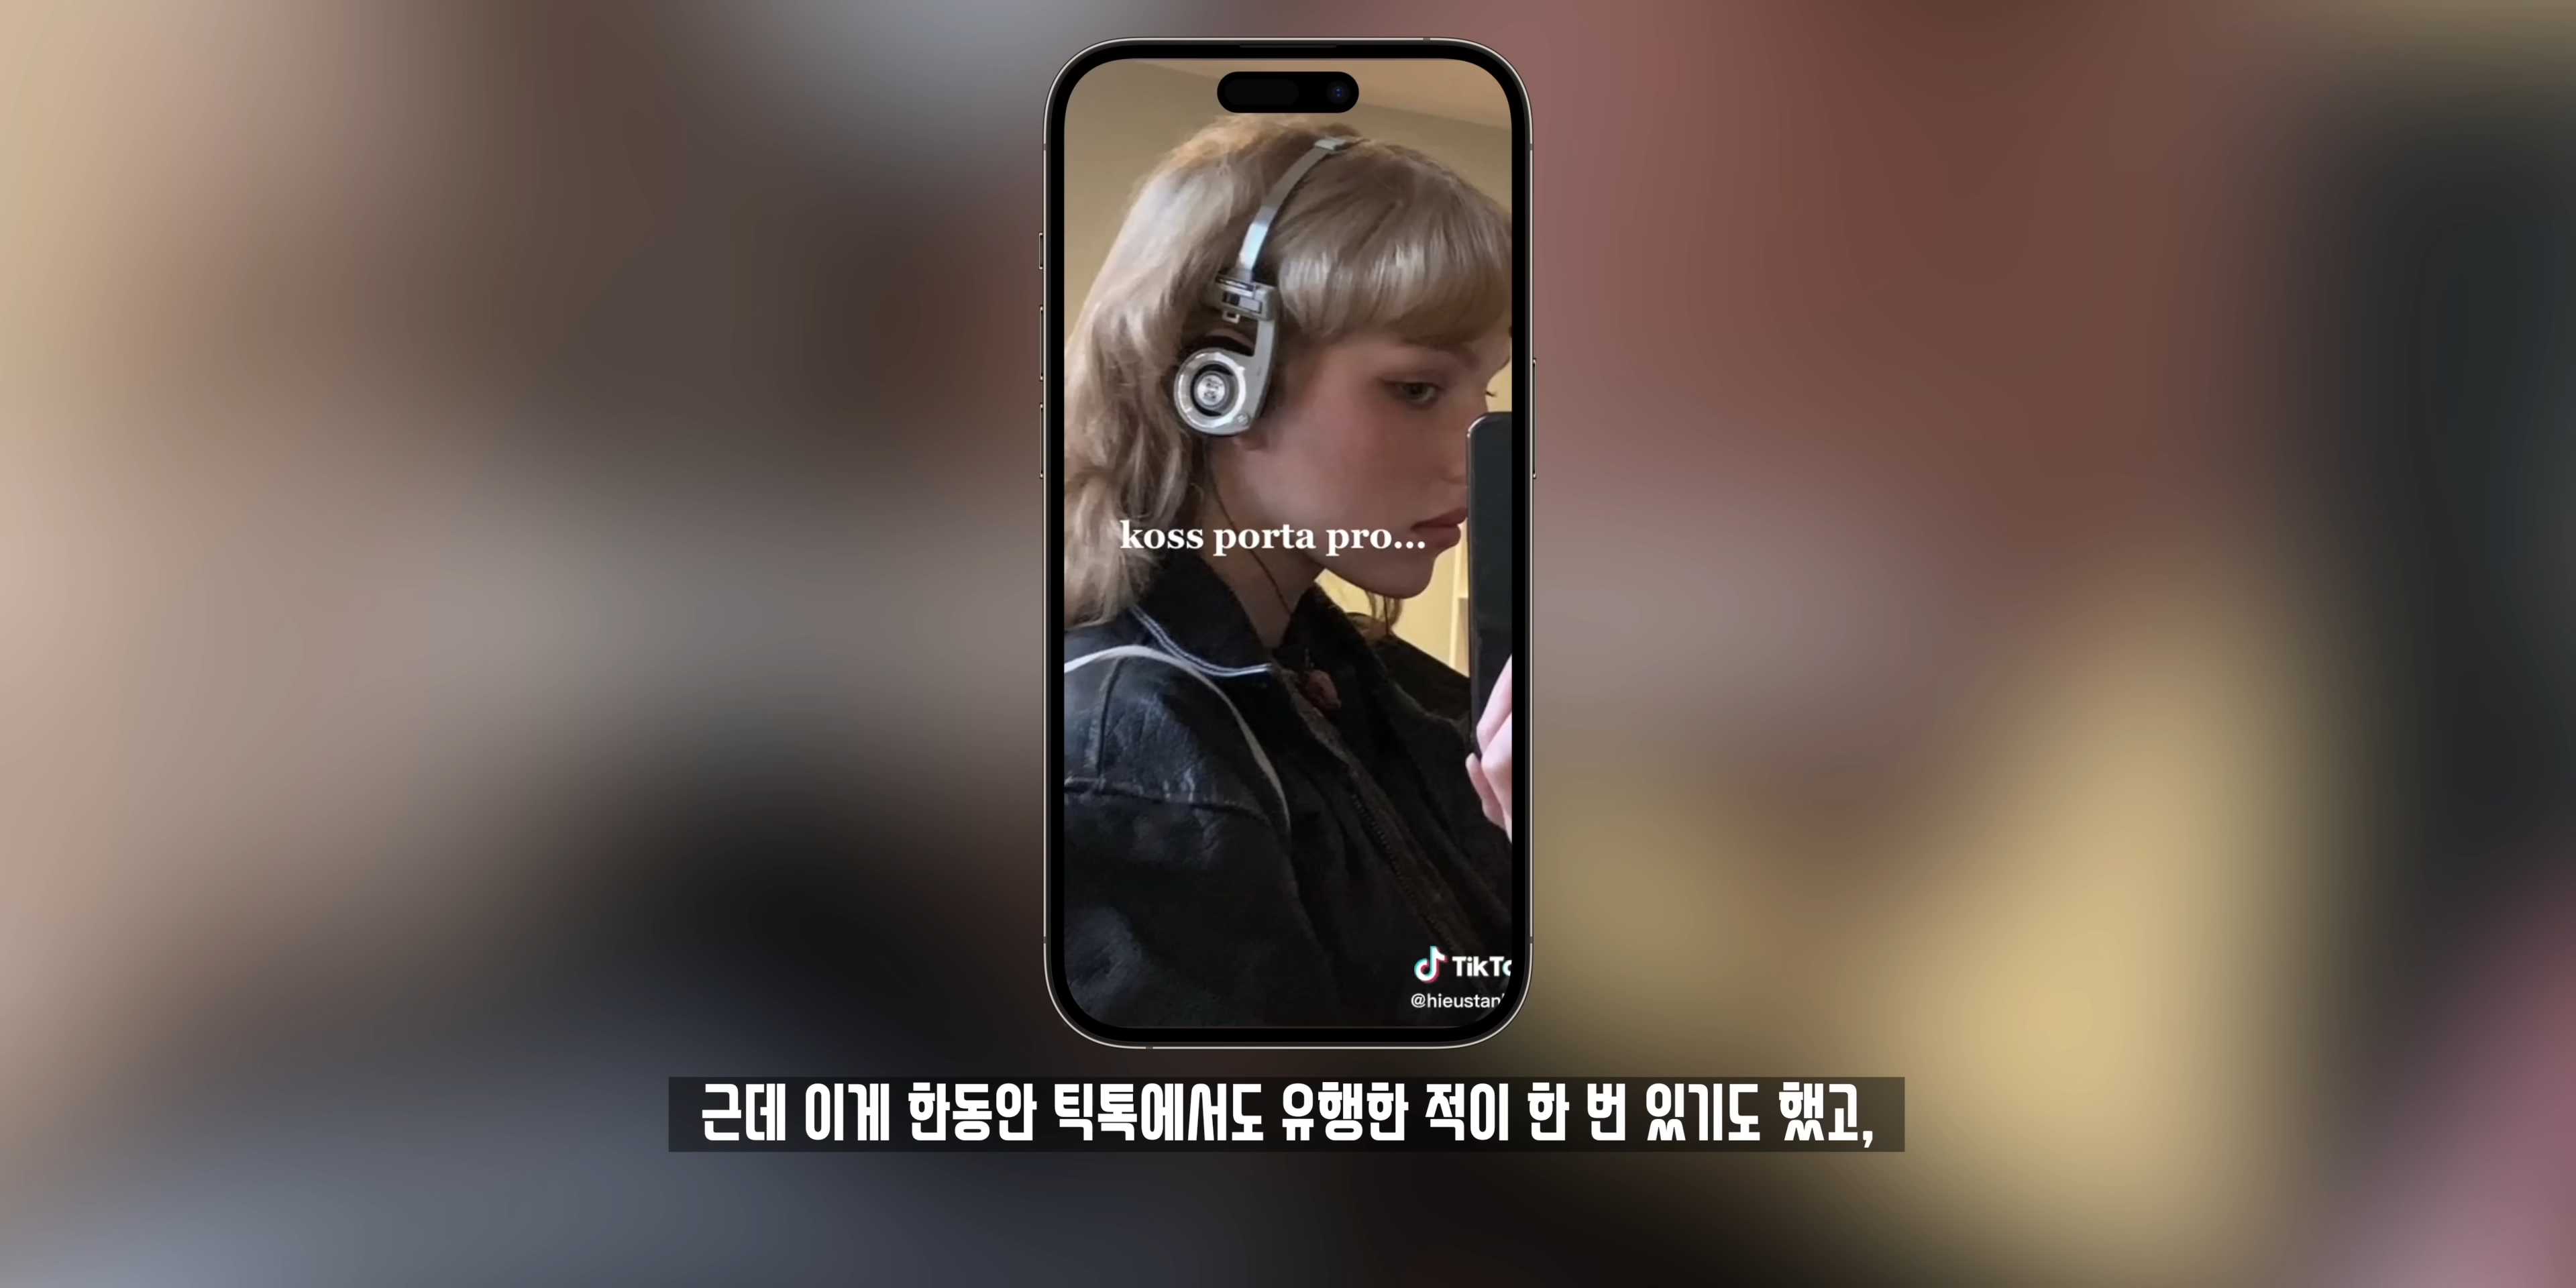 koss porta pro...
TikTo
@hieustan
근데 이게 한동안 틱톡에서도 유행한 적이 한 번 있기도 했고,